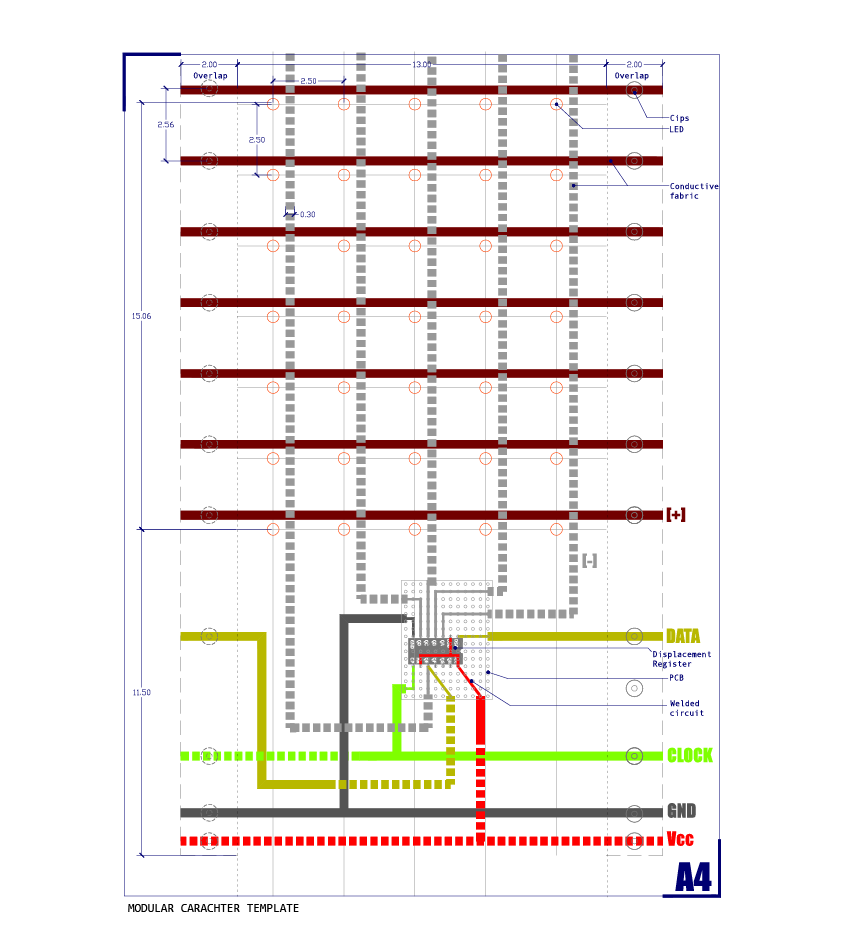 2.00
13.00
2.00
Overlap
Overlap
2.50
Cips
LED
2.56
2.50
Conductive
fabric
0.30
15.06
[+]
[-]
DATA
Displacement
Register
PCB
11.50
Welded
circuit
CLOCK
GND
Vcc
A4
MODULAR CARACHTER TEMPLATE